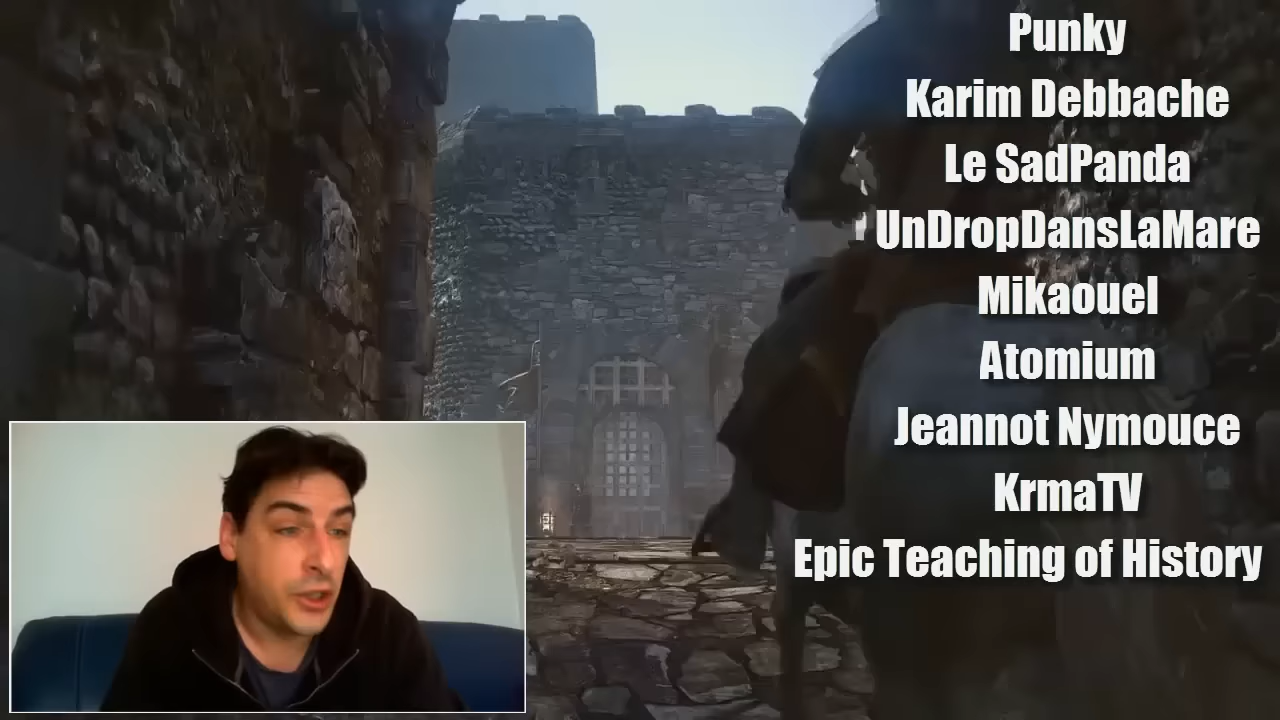 Punky
Karim Debbache
Le SadPanda
UnDropDansLaMare
Mikaouel
Atomium
Jeannot Nymouce
KrmaTV
Epic Teaching of History